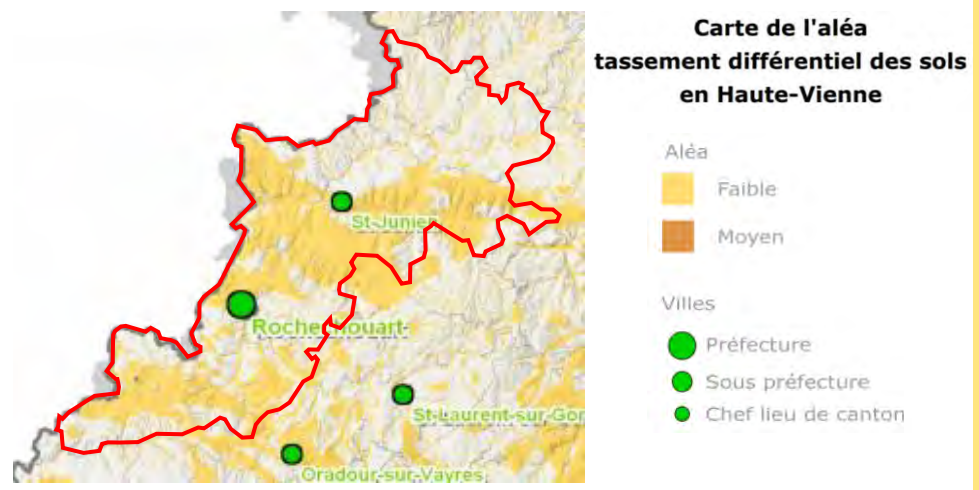 Carte de l'aléa
tassement différentiel des sols
en Haute-Vienne
Aléa
Faible
Moyen
Villes
Préfecture
Sous préfecture
Chef lieu de canton
St-Junien
Rochechouart
St-Laurent-sur-Gor
Oradour-sur-Vayres